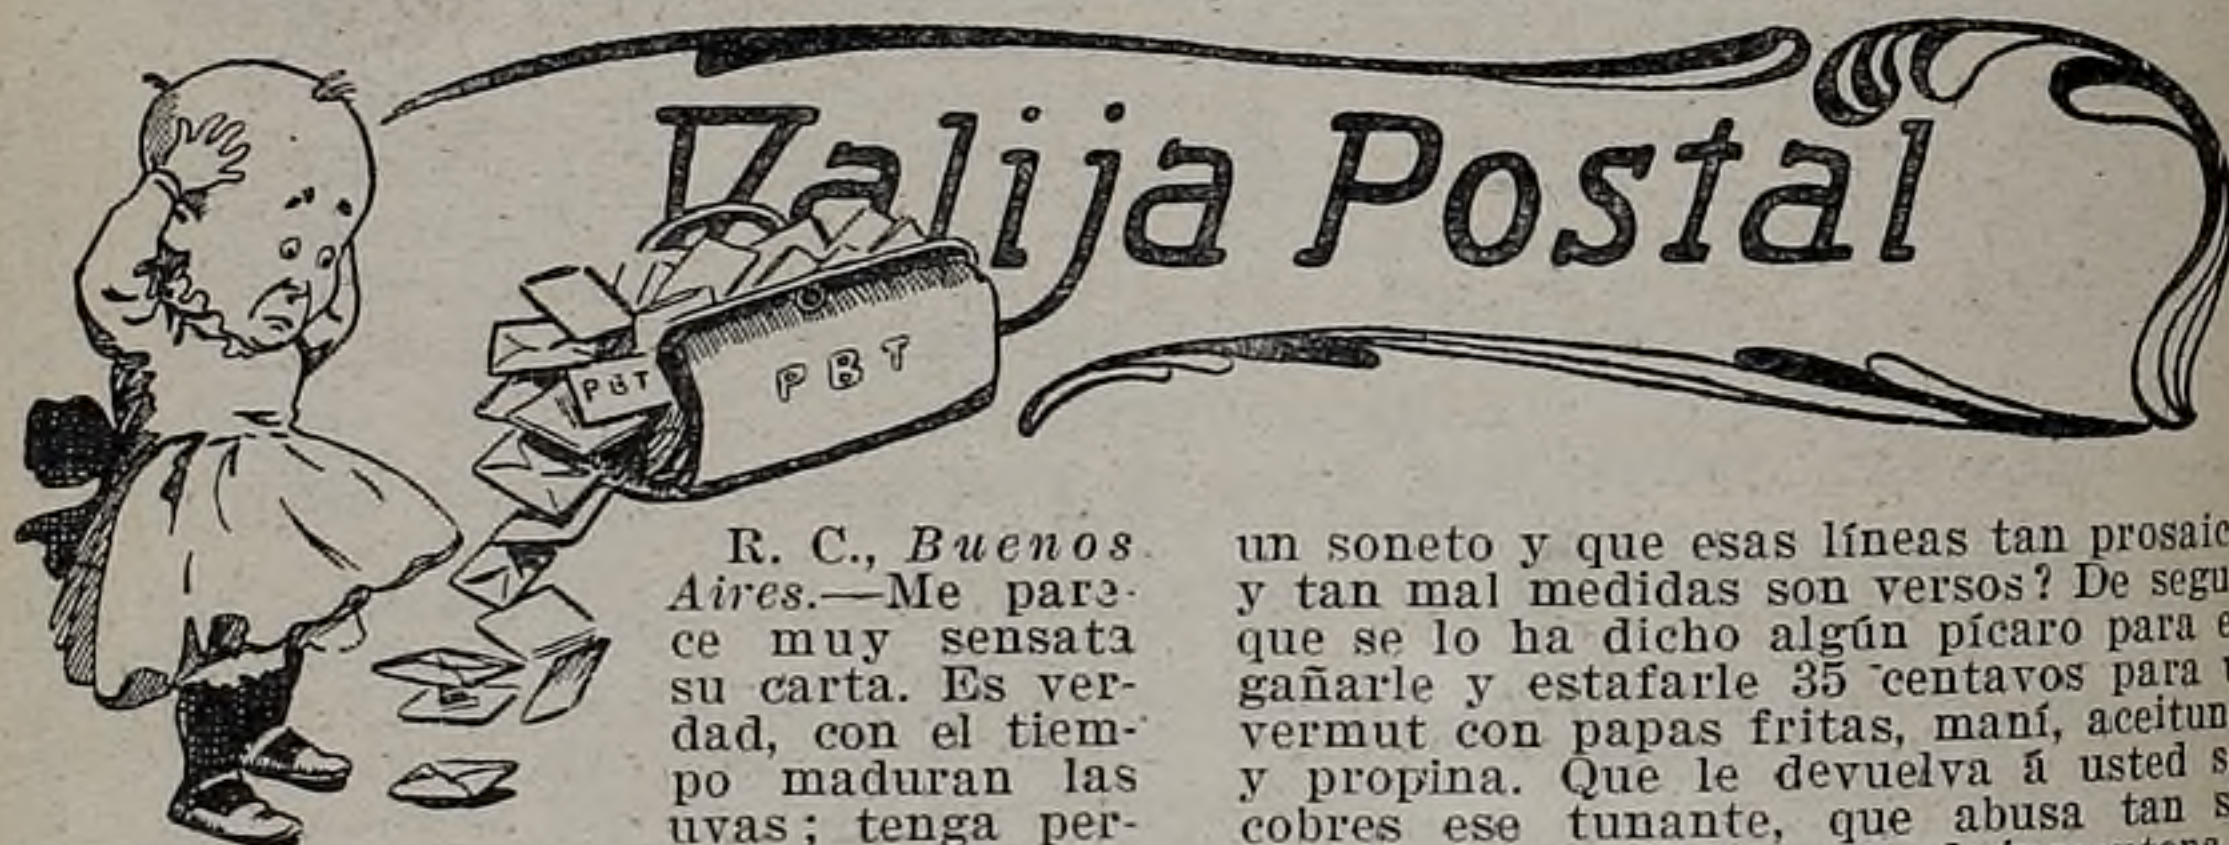 Valija Postal
PBT
PBT
R. C., Buenos
Aires.—Me pare-
ce muy sensata
su carta. Es ver-
dad, con el tiem-
po maduran las
uvas; tenga per-
un soneto y que esas líneas tan prosaic
y tan mal medidas son versos? De segu
que se lo ha dicho algún pícaro para e
gañarle y estafarle 35 centavos para
vermut con papas fritas, maní, aceitun
y propina. Que le devuelva á usted s
cobres ese tunante, que abusa tan s